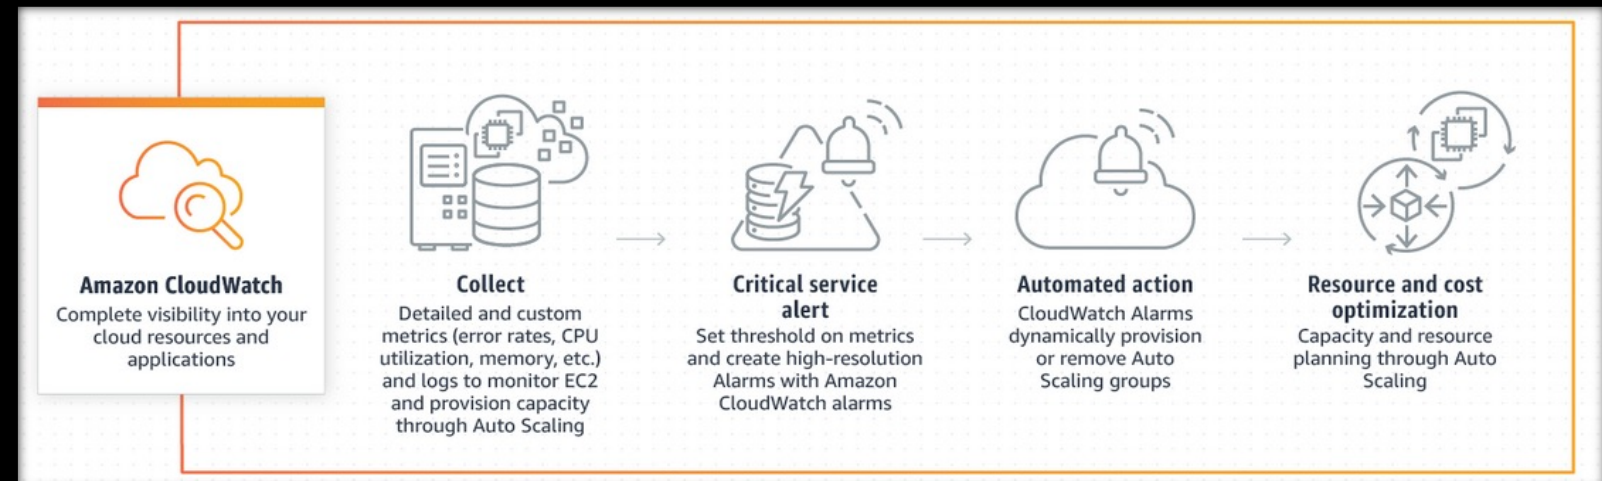 Amazon CloudWatch
Complete visibility into your
cloud resources and
applications
Collect
Detailed and custom
metrics (error rates, CPU
utilization, memory, etc.)
and logs to monitor EC2
and provision capacity
through Auto Scaling
Critical service
alert
Set threshold on metrics
and create high-resolution
Alarms with Amazon
CloudWatch alarms
Automated action
CloudWatch Alarms
dynamically provision
or remove Auto
Scaling groups
Resource and cost
optimization
Capacity and resource
planning through Auto
Scaling